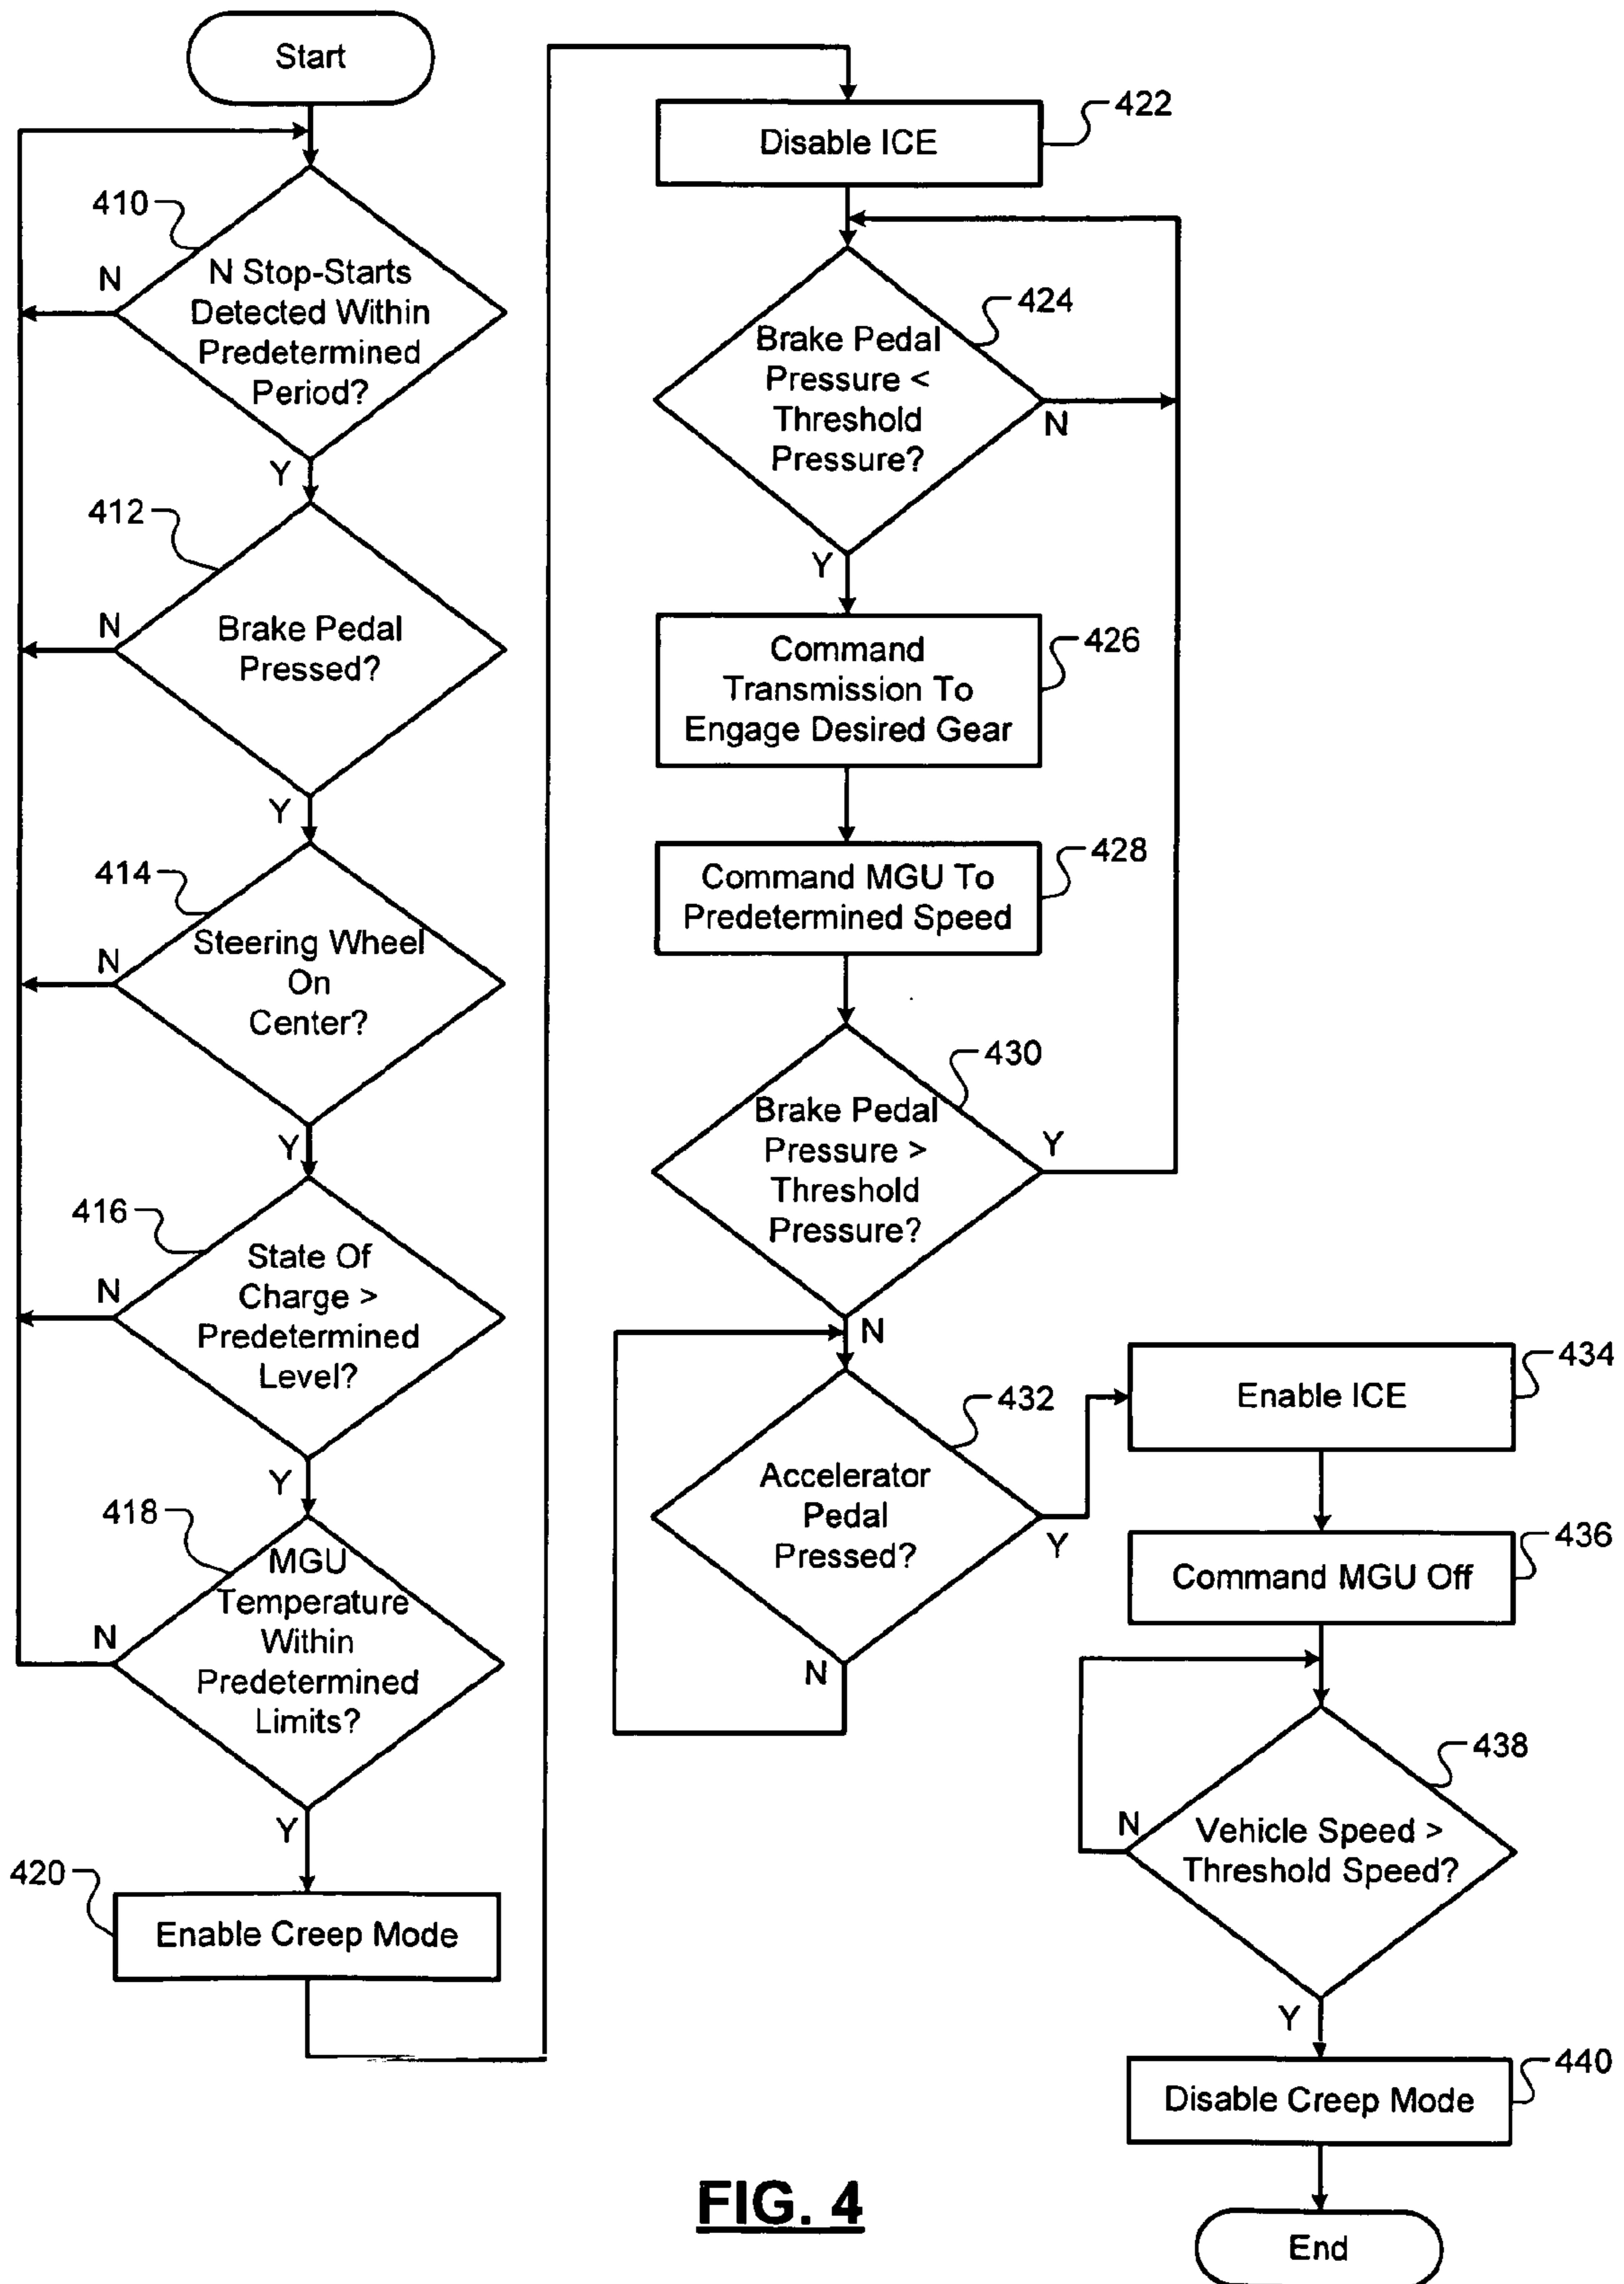 Start
410
N Stop-Starts
Detected Within
Predetermined
Period?
N
Y
412
Brake Pedal
Pressed?
N
Y
414
Steering Wheel
On
Center?
N
Y
416
State Of
Charge >
Predetermined
Level?
N
Y
418
MGU
Temperature
Within
Predetermined
Limits?
N
Y
420
Enable Creep Mode
422
Disable ICE
424
Brake Pedal
Pressure <
Threshold
Pressure?
N
Y
426
Command
Transmission To
Engage Desired Gear
428
Command MGU To
Predetermined Speed
430
Brake Pedal
Pressure >
Threshold
Pressure?
Y
N
432
Accelerator
Pedal
Pressed?
Y
N
434
Enable ICE
436
Command MGU Off
438
Vehicle Speed >
Threshold Speed?
N
Y
440
Disable Creep Mode
End
FIG. 4